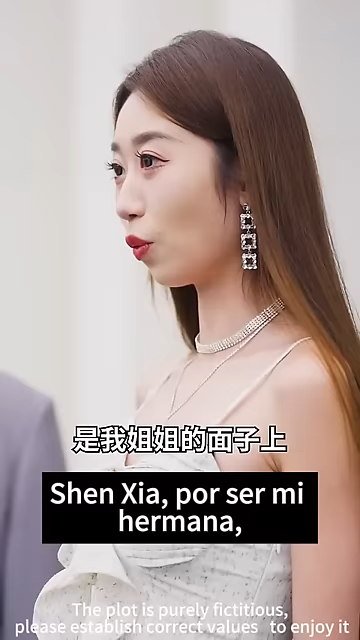 是我姐姐的面子上
Shen Xia, por ser mi
hermana,
The plot is purely fictitious,
please establish correct values to enjoy it